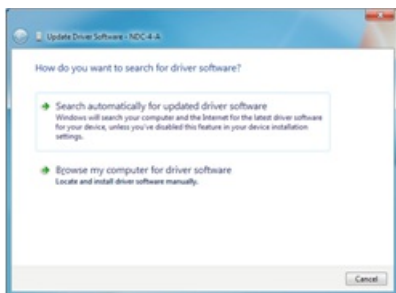 Update Driver Software - NDC-4-A
How do you want to search for driver software?
Search automatically for updated driver software
Windows will search your computer and the Internet for the latest driver software
for your device, unless you've disabled this feature in your device installation
settings.
Browse my computer for driver software
Locate and install driver software manually.
Cancel